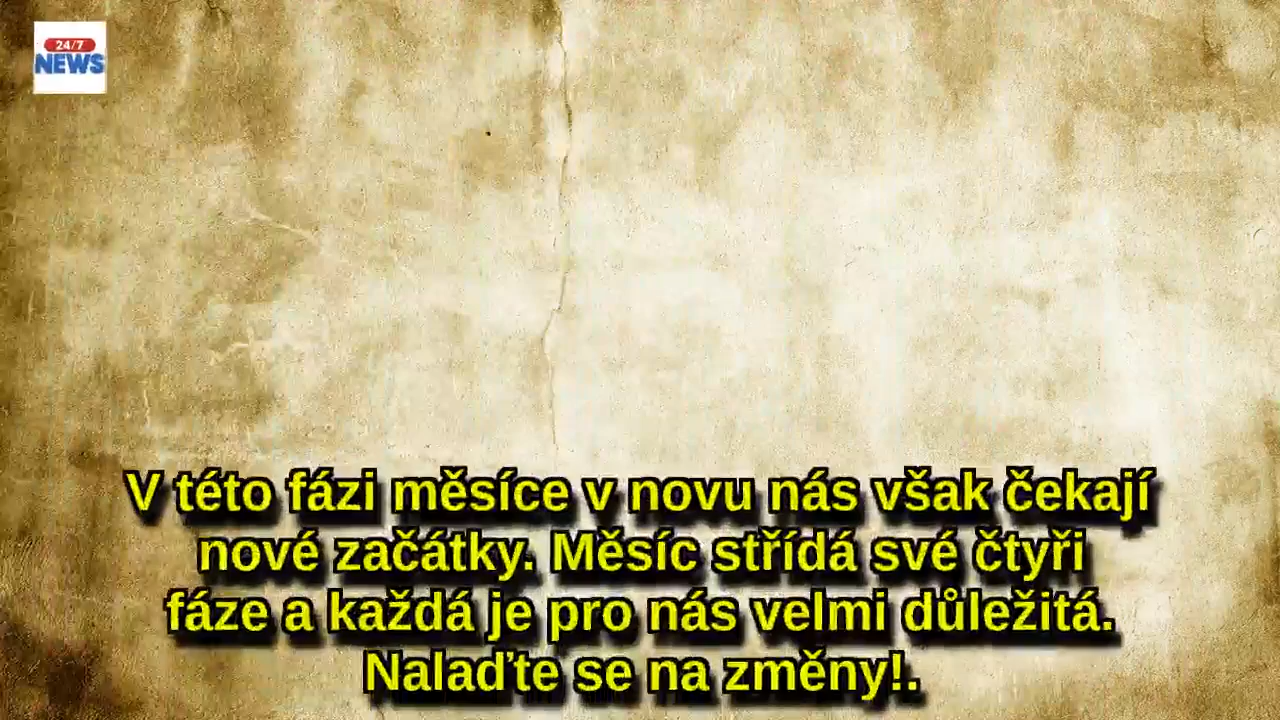 24/7
NEWS
V této fázi měsíce v novu nás však čekají
nové začátky. Měsíc střídá své čtyři
fáze a každá je pro nás velmi důležitá.
Nalaďte se na změny!.